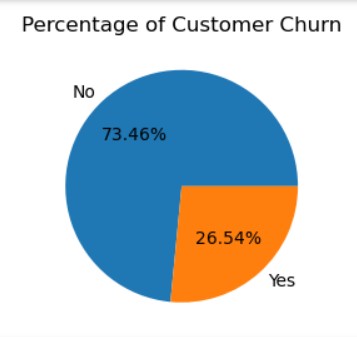 Percentage of Customer Churn
No
73.46%
26.54%
Yes